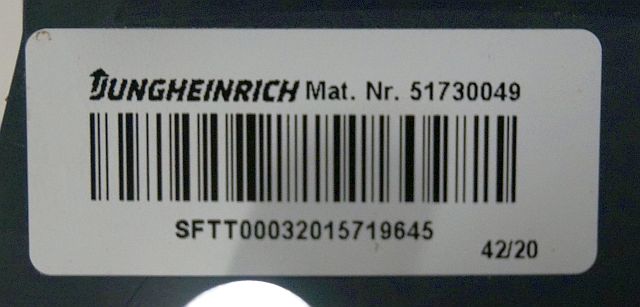 JUNGHEINRICH Mat. Nr. 51730049
SFTT00032015719645
42/20